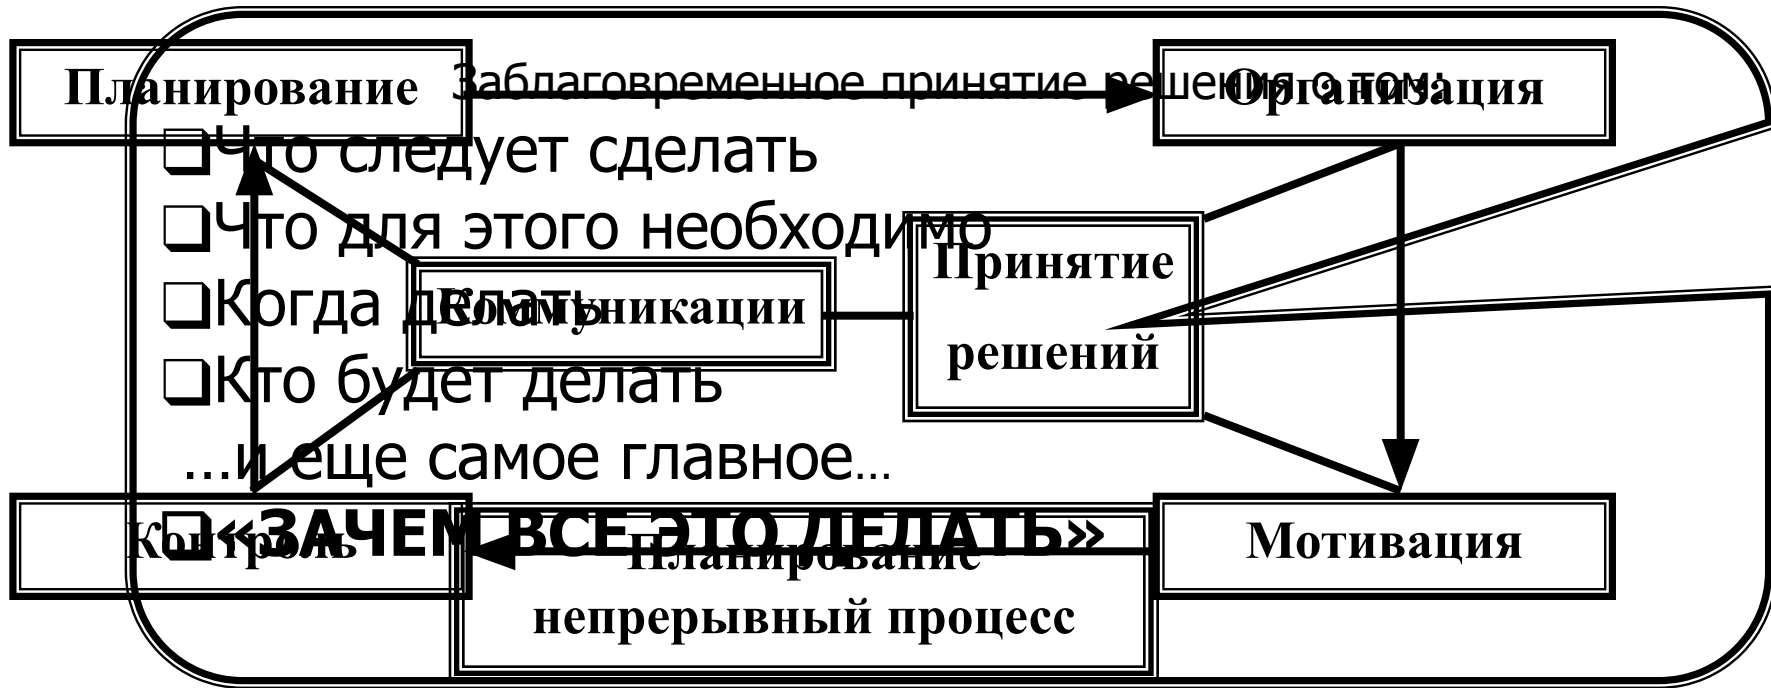 Планирование
Заблаговременное принятие решения о том:
Организация
❑Что следует сделать
❑Что для этого необходимо
❑Когда делать
❑Кто будет делать
...и еще самое главное...
❑«ЗАЧЕМ ВСЕ ЭТО ДЕЛАТЬ»
Коммуникации
Принятие
решений
Контроль
Мотивация
Планирование
непрерывный процесс